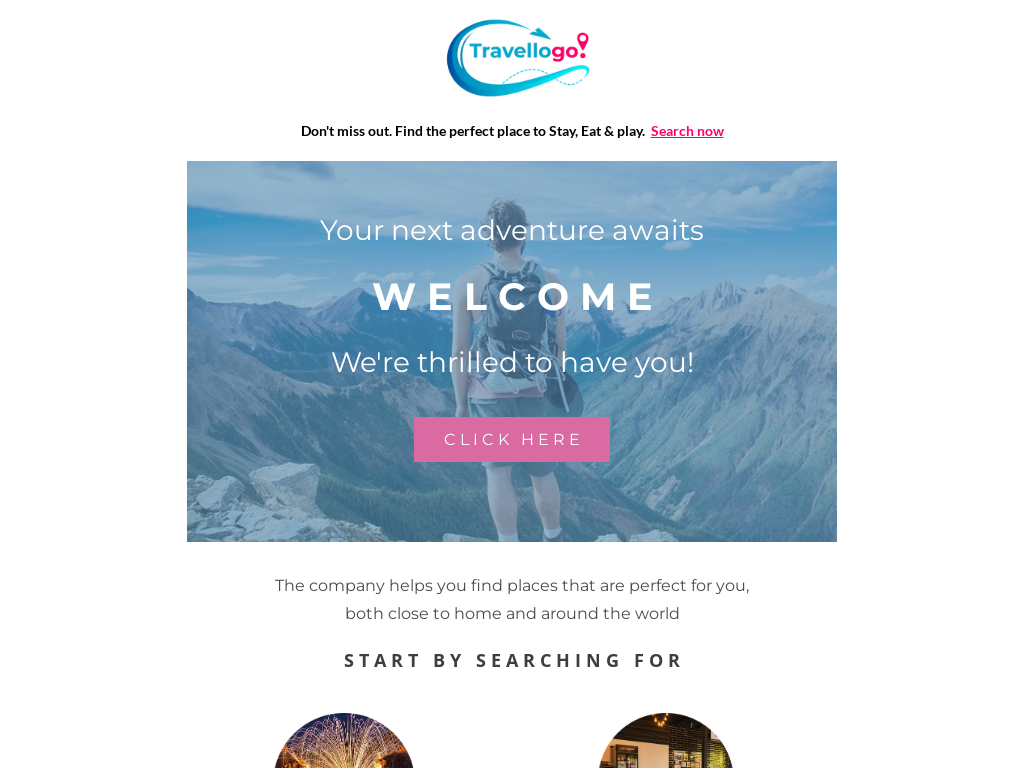 Travellogo!
Don't miss out. Find the perfect place to Stay, Eat & play. Search now
Your next adventure awaits
WELCOME
We're thrilled to have you!
CLICK HERE
The company helps you find places that are perfect for you,
both close to home and around the world
START BY SEARCHING FOR